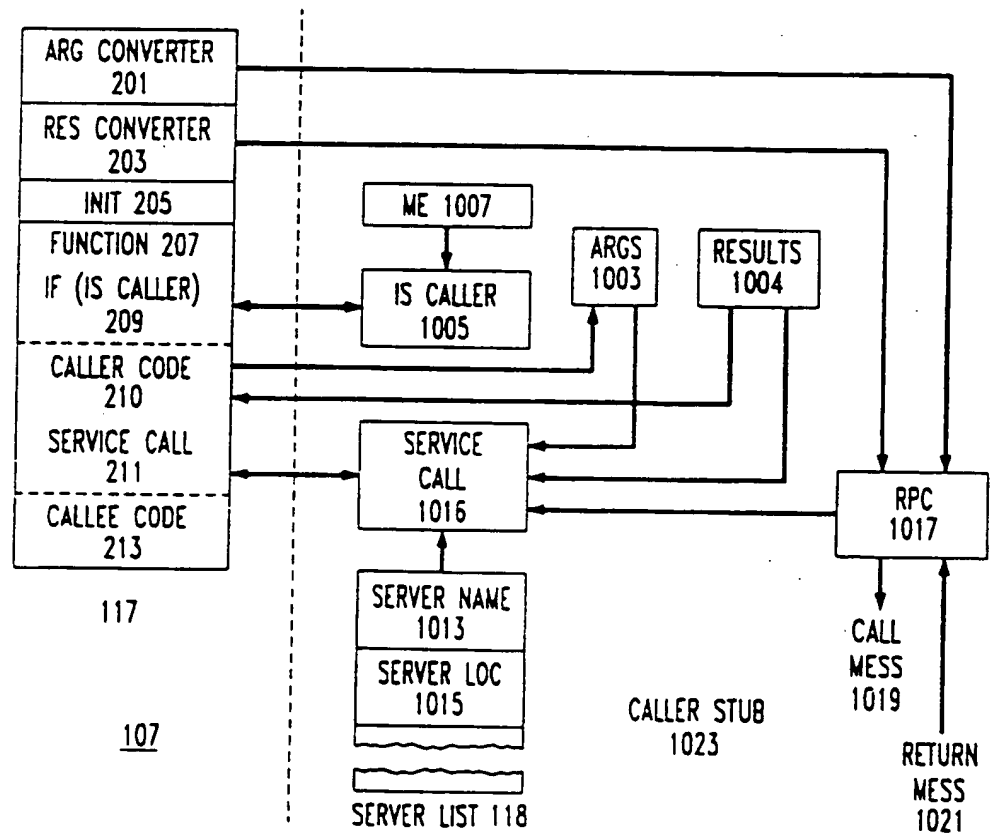 ARG CONVERTER
201
RES CONVERTER
203
INIT 205
FUNCTION 207
IF (IS CALLER)
209
CALLER CODE
210
SERVICE CALL
211
CALLEE CODE
213
117
107
ME 1007
IS CALLER
1005
ARGS
1003
RESULTS
1004
SERVICE
CALL
1016
SERVER NAME
1013
SERVER LOC
1015
SERVER LIST 118
RPC
1017
CALL
MESS
1019
CALLER STUB
1023
RETURN
MESS
1021